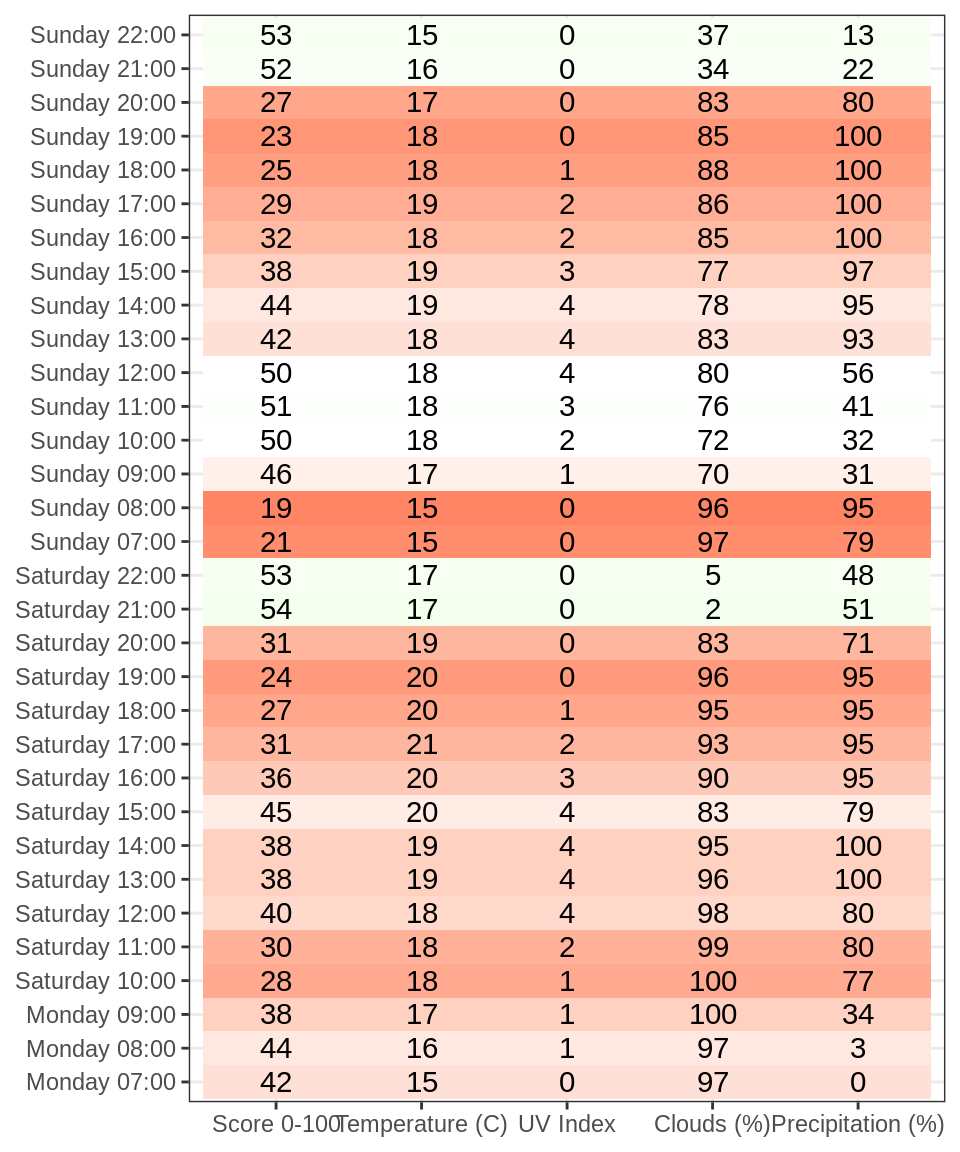 Sunday 22:00 53 15 0 37 13
Sunday 21:00 52 16 0 34 22
Sunday 20:00 27 17 0 83 80
Sunday 19:00 23 18 0 85 100
Sunday 18:00 25 18 1 88 100
Sunday 17:00 29 19 2 86 100
Sunday 16:00 32 18 2 85 100
Sunday 15:00 38 19 3 77 97
Sunday 14:00 44 19 4 78 95
Sunday 13:00 42 18 4 83 93
Sunday 12:00 50 18 4 80 56
Sunday 11:00 51 18 3 76 41
Sunday 10:00 50 18 2 72 32
Sunday 09:00 46 17 1 70 31
Sunday 08:00 19 15 0 96 95
Sunday 07:00 21 15 0 97 79
Saturday 22:00 53 17 0 5 48
Saturday 21:00 54 17 0 2 51
Saturday 20:00 31 19 0 83 71
Saturday 19:00 24 20 0 96 95
Saturday 18:00 27 20 1 95 95
Saturday 17:00 31 21 2 93 95
Saturday 16:00 36 20 3 90 95
Saturday 15:00 45 20 4 83 79
Saturday 14:00 38 19 4 95 100
Saturday 13:00 38 19 4 96 100
Saturday 12:00 40 18 4 98 80
Saturday 11:00 30 18 2 99 80
Saturday 10:00 28 18 1 100 77
Monday 09:00 38 17 1 100 34
Monday 08:00 44 16 1 97 3
Monday 07:00 42 15 0 97 0
Score 0-100 Temperature (C) UV Index Clouds (%) Precipitation (%)